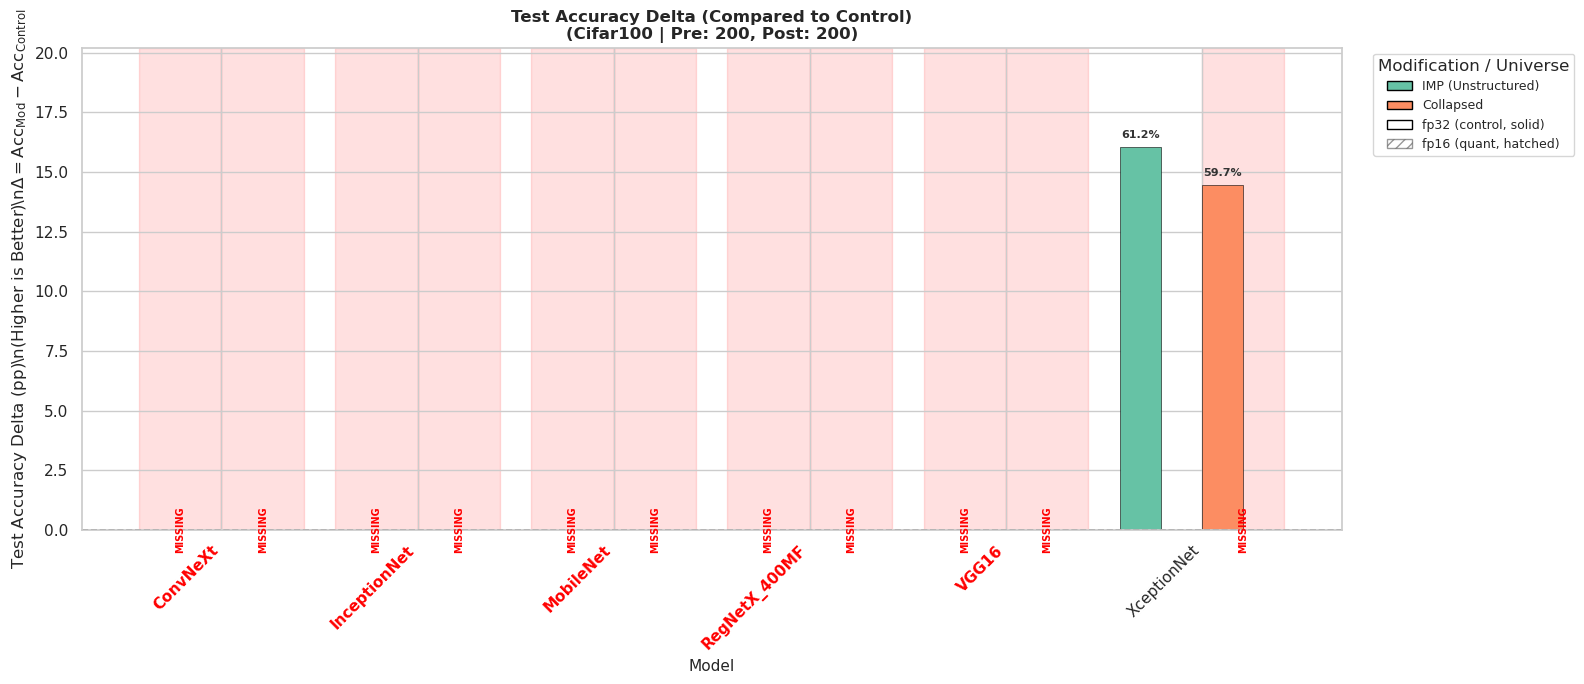 Test Accuracy Delta (Compared to Control)
(Cifar100 | Pre: 200, Post: 200)
Test Accuracy Delta (pp)\n(Higher is Better)\nΔ = Acc_Mod − Acc_Control
20.0
17.5
15.0
12.5
10.0
7.5
5.0
2.5
0.0
61.2%
59.7%
MISSING
MISSING
MISSING
MISSING
MISSING
MISSING
MISSING
MISSING
MISSING
MISSING
MISSING
ConvNeXt
InceptionNet
MobileNet
RegNetX_400MF
VGG16
XceptionNet
Model
Modification / Universe
IMP (Unstructured)
Collapsed
fp32 (control, solid)
fp16 (quant, hatched)